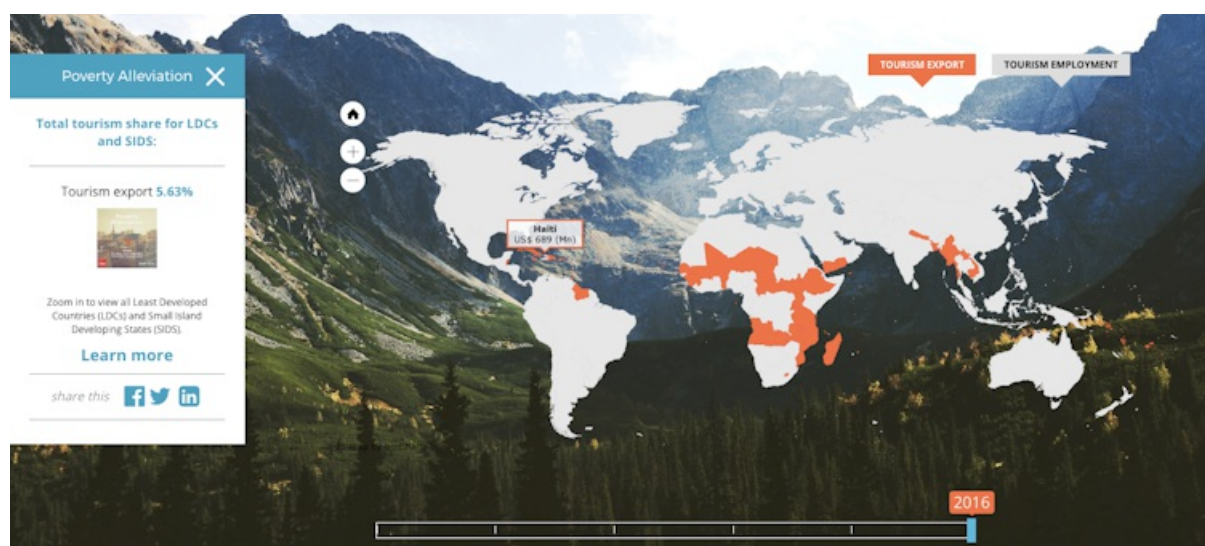 Poverty Alleviation
TOURISM EXPORT
TOURISM EMPLOYMENT
Total tourism share for LDCs
and SIDS:
Tourism export 5.63%
Haiti
US$ 689 (Mn)
Zoom in to view all Least Developed
Countries (LDCs) and Small Island
Developing States (SIDS).
Learn more
share this
2016